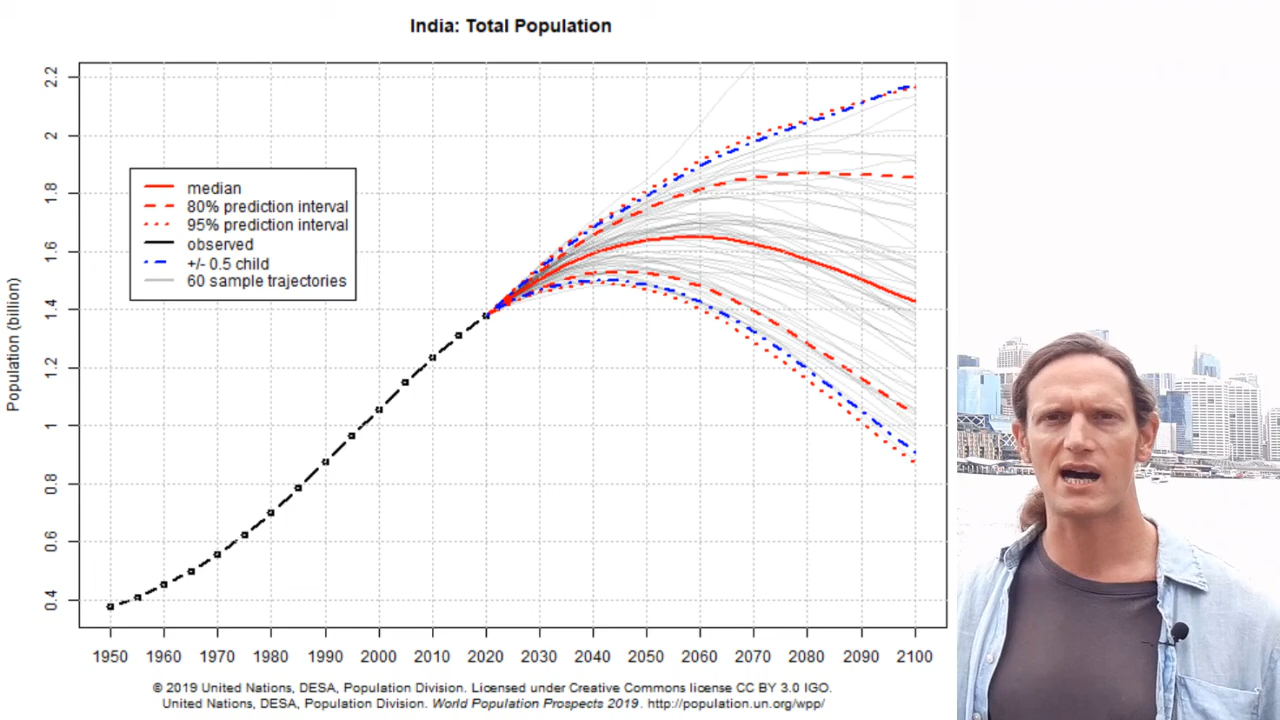 India: Total Population
median
80% prediction interval
95% prediction interval
observed
+/- 0.5 child
60 sample trajectories
Population (billion)
2.2
2
1.8
1.6
1.4
1.2
1
0.8
0.6
0.4
1950 1960 1970 1980 1990 2000 2010 2020 2030 2040 2050 2060 2070 2080 2090 2100
© 2019 United Nations, DESA, Population Division. Licensed under Creative Commons license CC BY 3.0 IGO.
United Nations, DESA, Population Division. World Population Prospects 2019. http://population.un.org/wpp/